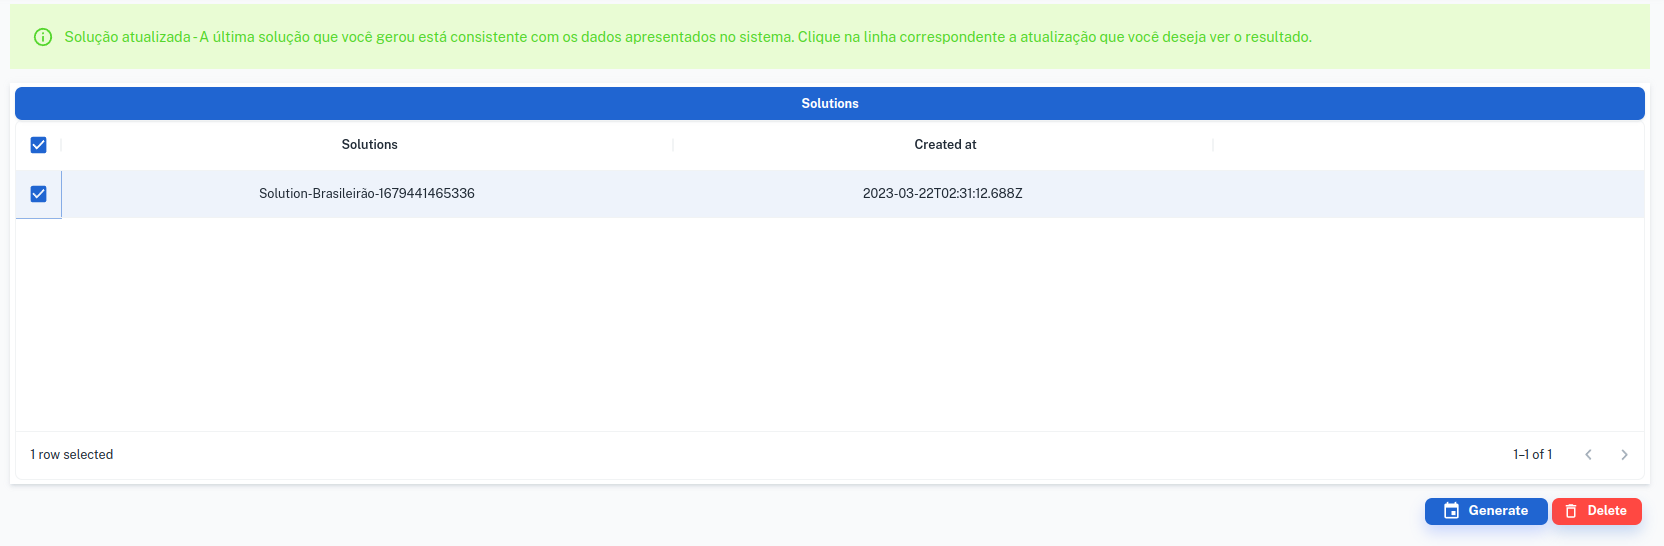 Solução atualizada - A última solução que você gerou está consistente com os dados apresentados no sistema. Clique na linha correspondente a atualização que você deseja ver o resultado.
Solutions
Solutions Created at
Solution-Brasileirão-1679441465336 2023-03-22T02:31:12.688Z
1 row selected 1–1 of 1
Generate Delete